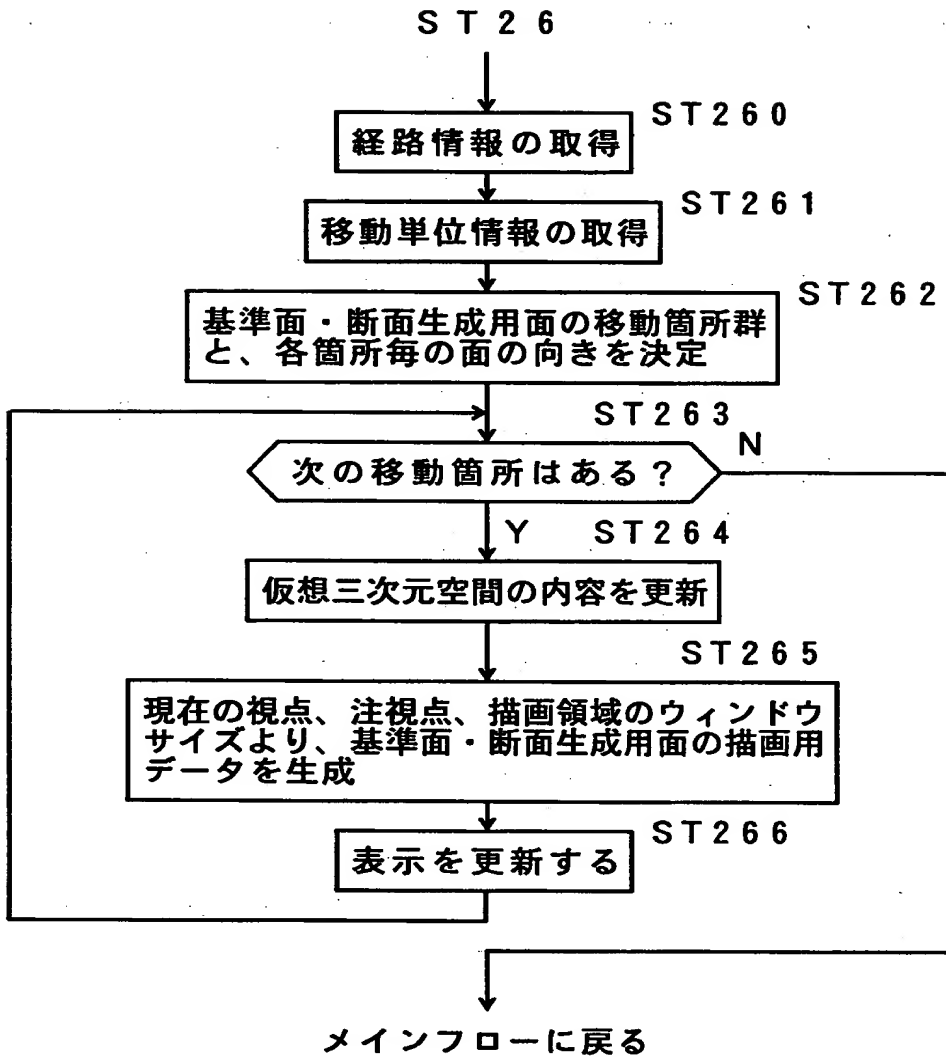 ST26
ST260
経路情報の取得
ST261
移動単位情報の取得
ST262
基準面・断面生成用面の移動箇所群
と、各箇所毎の面の向きを決定
ST263
次の移動箇所はある?
N
Y
ST264
仮想三次元空間の内容を更新
ST265
現在の視点、注視点、描画領域のウィンドウ
サイズより、基準面・断面生成用面の描画用
データを生成
ST266
表示を更新する
メインフローに戻る